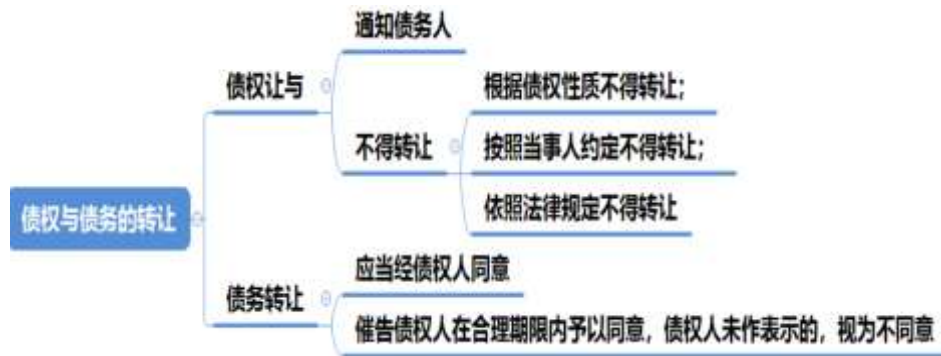 债权与债务的转让
债权让与
通知债务人
不得转让
根据债权性质不得转让；
按照当事人约定不得转让；
依照法律规定不得转让
债务转让
应当经债权人同意
催告债权人在合理期限内予以同意，债权人未作表示的，视为不同意